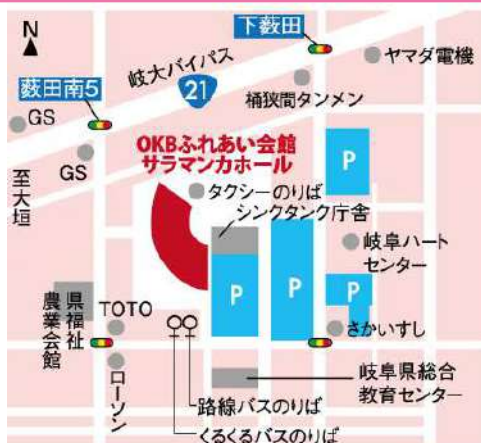 N
下薮田
ヤマダ電機
岐大バイパス
21
薮田南5
桶狭間タンメン
GS
OKBふれあい会館
サラマンカホール
P
GS
至大垣
タクシーのりば
シンクタンク庁舎
岐阜ハート
センター
P
P
P
県福祉
農業会館
TOTO
さかいすし
ローソン
岐阜県総合
教育センター
路線バスのりば
くるくるバスのりば